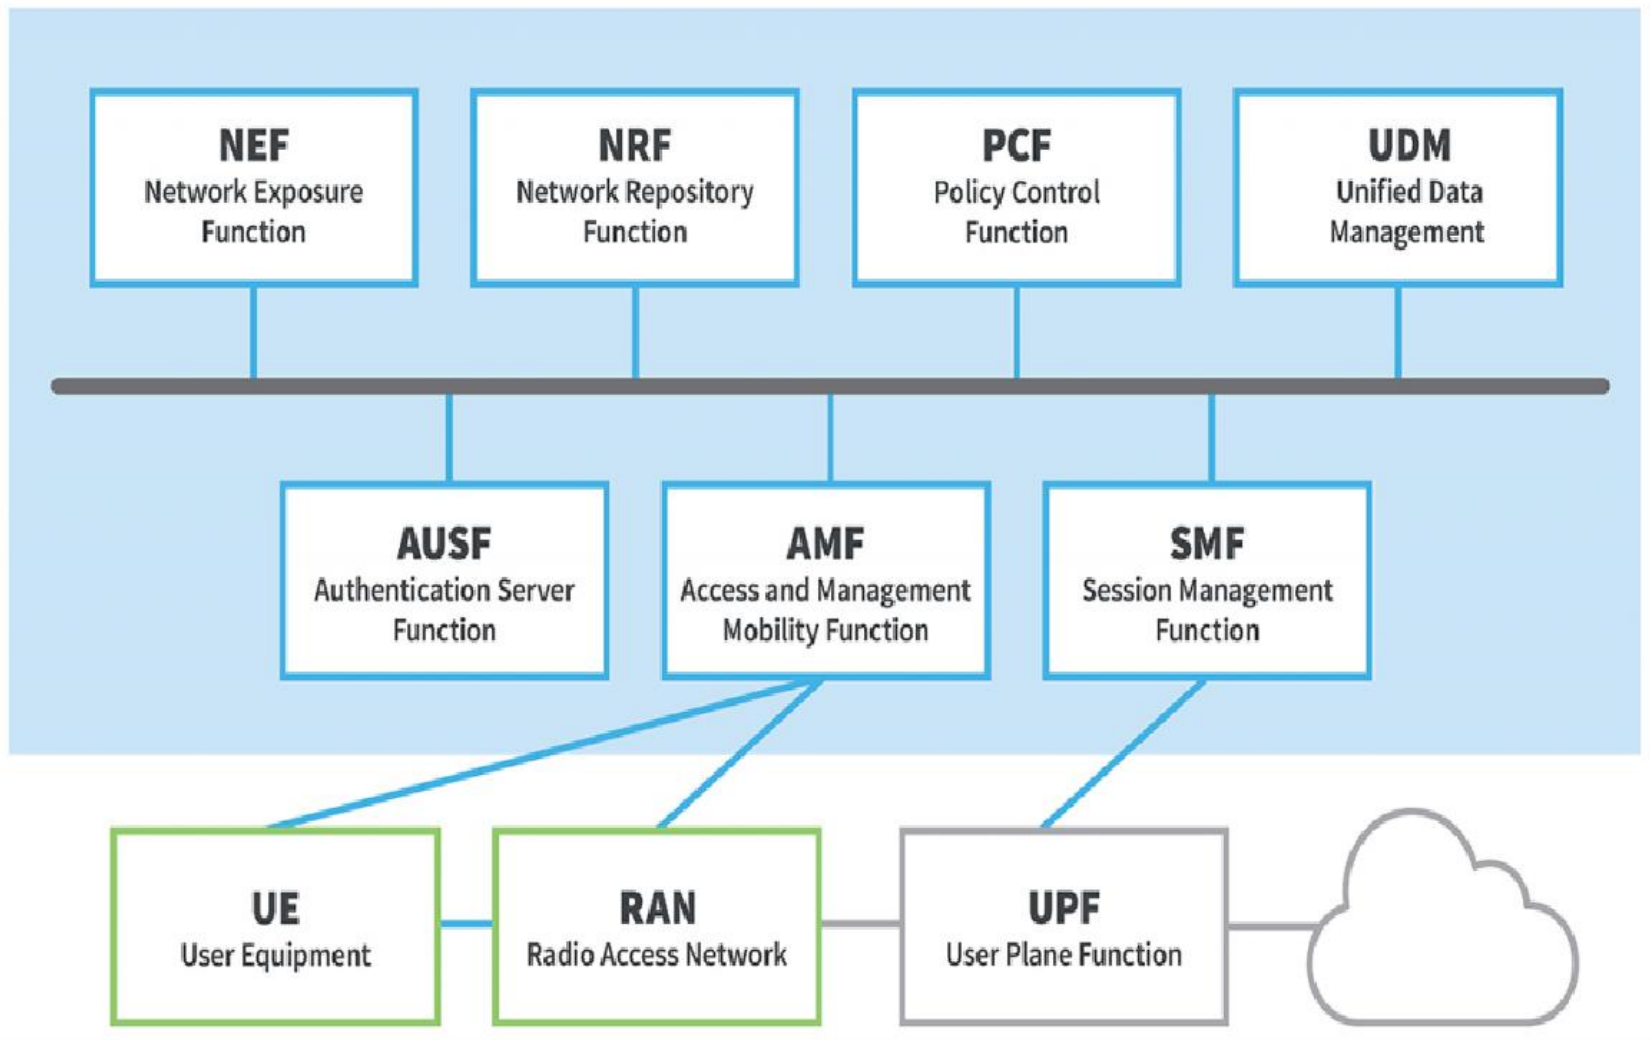 NEF
Network Exposure
Function
NRF
Network Repository
Function
PCF
Policy Control
Function
UDM
Unified Data
Management
AUSF
Authentication Server
Function
AMF
Access and Management
Mobility Function
SMF
Session Management
Function
UE
User Equipment
RAN
Radio Access Network
UPF
User Plane Function